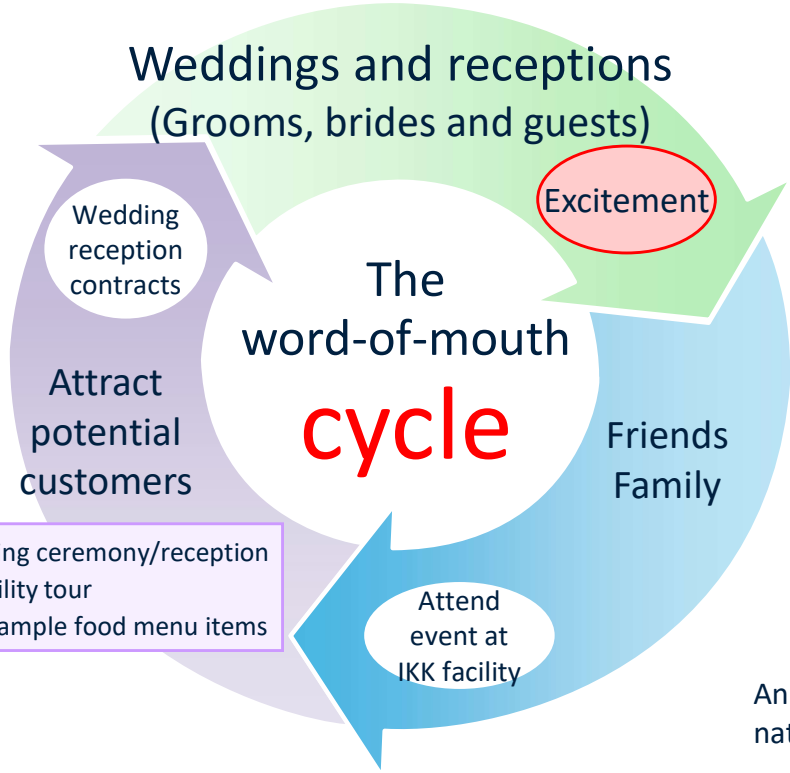 Weddings and receptions
(Grooms, brides and guests)
Excitement
Wedding
reception
contracts
The
word-of-mouth
cycle
Attract
potential
customers
Friends
Family
ing ceremony/reception
ility tour
ample food menu items
Attend
event at
IKK facility
An
nat